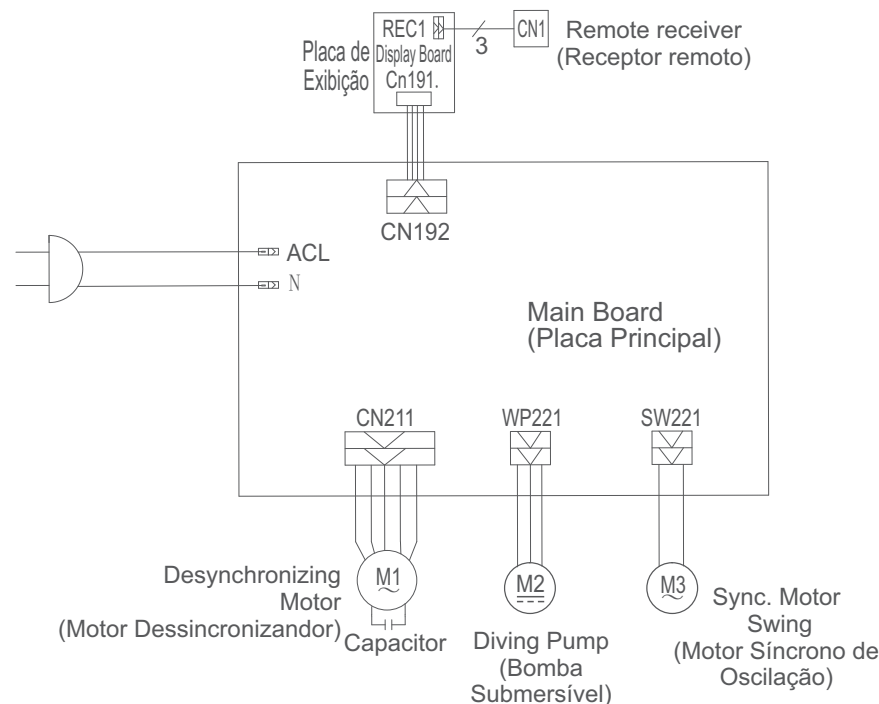 REC1
Display Board
Cn191.
Placa de
Exibição
3
CN1
Remote receiver
(Receptor remoto)
CN192
ACL
N
Main Board
(Placa Principal)
CN211
WP221
SW221
M1
M2
M3
Desynchronizing
Motor
(Motor Dessincronizandor)
Capacitor
Diving Pump
(Bomba
Submersível)
Sync. Motor
Swing
(Motor Síncrono de
Oscilação)